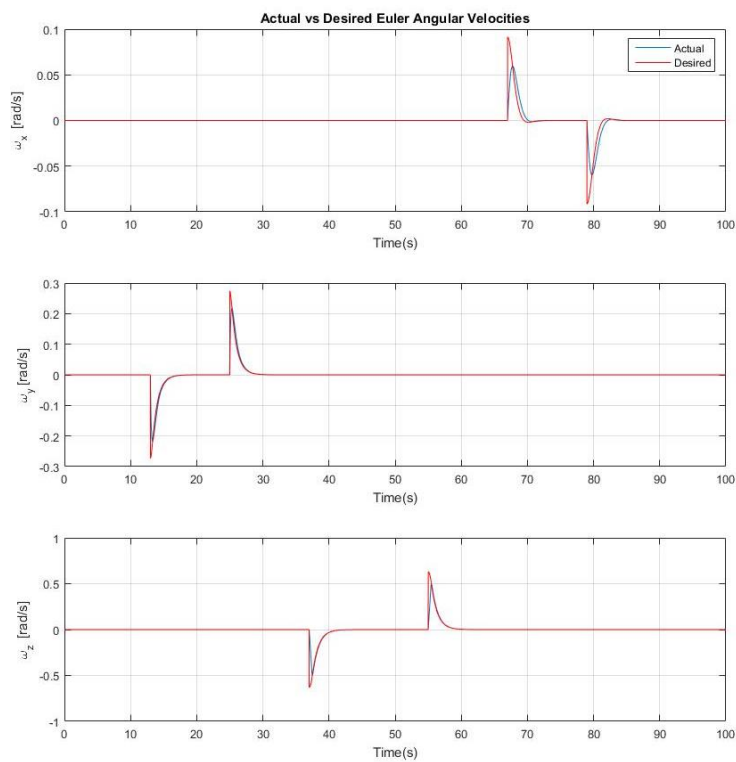 Actual vs Desired Euler Angular Velocities
0.1
0.05
0
-0.05
-0.1
ωx [rad/s]
Actual
Desired
0 10 20 30 40 50 60 70 80 90 100
Time(s)
0.3
0.2
0.1
0
-0.1
-0.2
-0.3
ωy [rad/s]
0 10 20 30 40 50 60 70 80 90 100
Time(s)
1
0.5
0
-0.5
-1
ωz [rad/s]
0 10 20 30 40 50 60 70 80 90 100
Time(s)